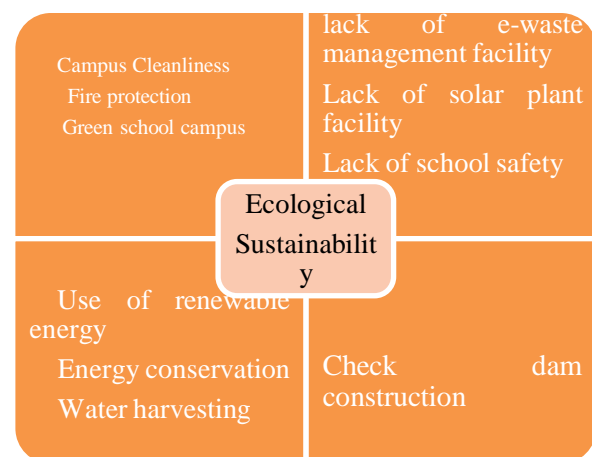 Campus Cleanliness
Fire protection
Green school campus
lack of e-waste
management facility
Lack of solar plant
facility
Lack of school safety
Ecological
Sustainabilit
y
Use of renewable
energy
Energy conservation
Water harvesting
Check dam
construction